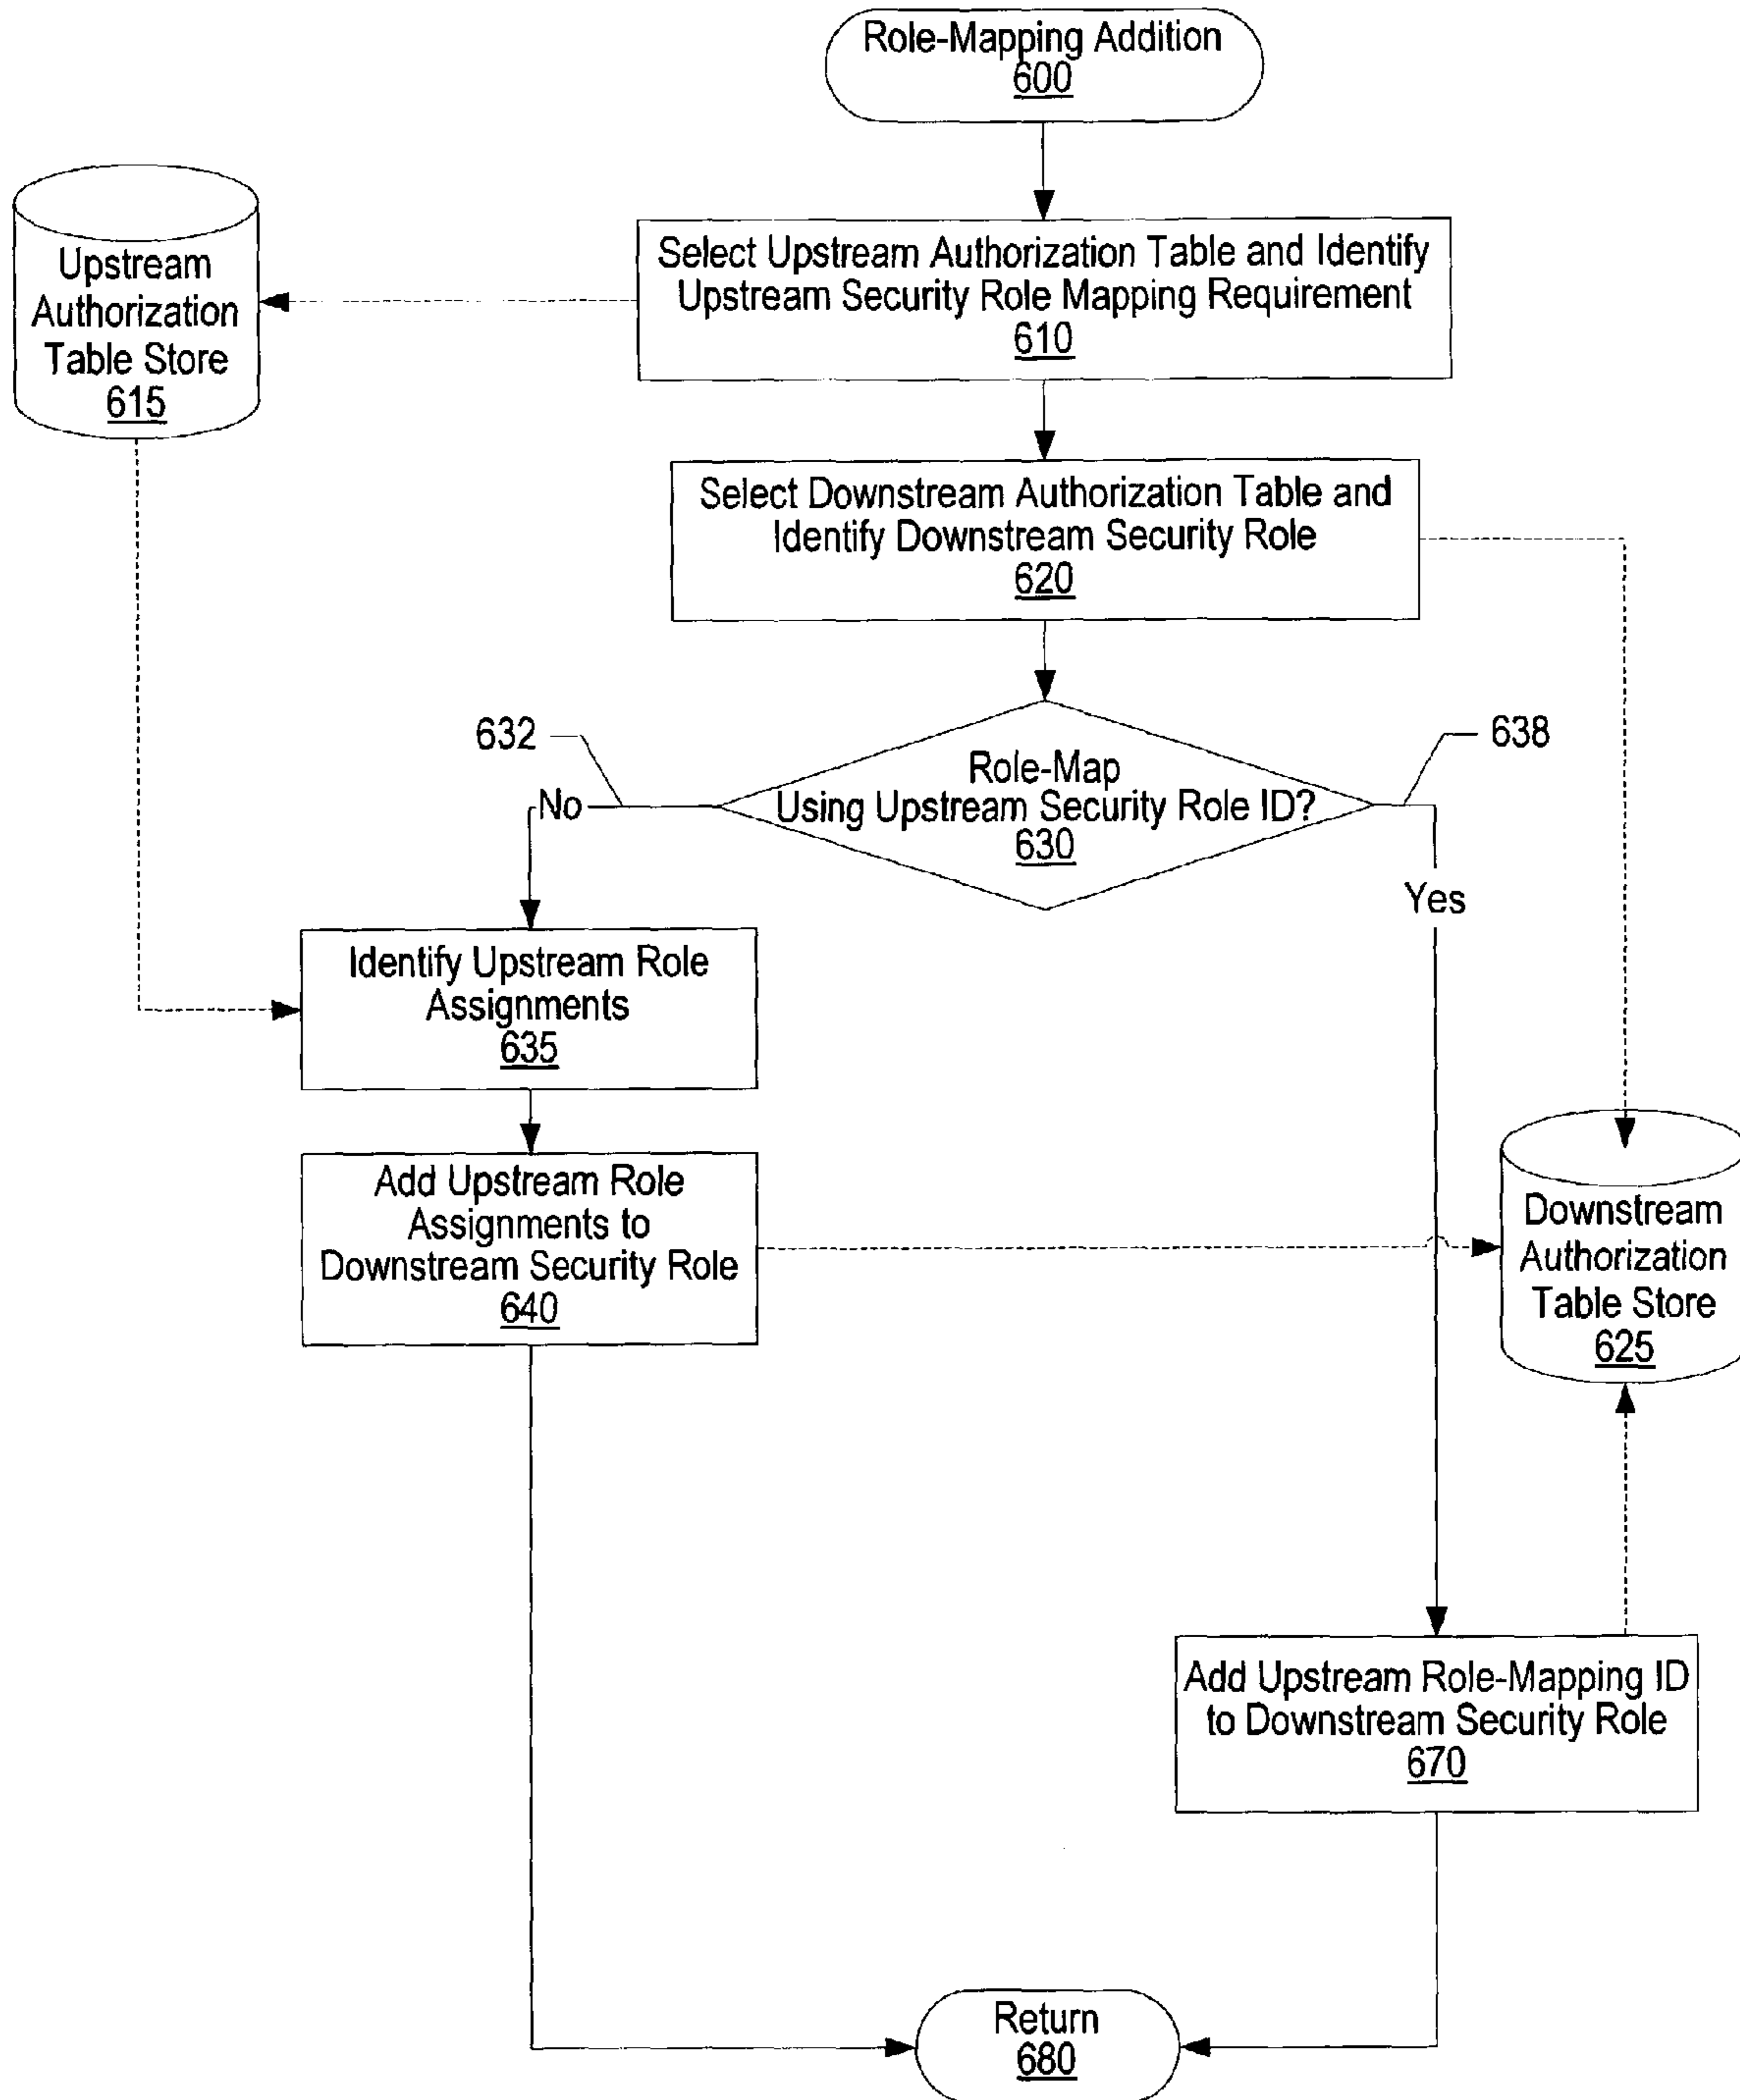 Role-Mapping Addition
600
Upstream
Authorization
Table Store
615
Select Upstream Authorization Table and Identify
Upstream Security Role Mapping Requirement
610
Select Downstream Authorization Table and
Identify Downstream Security Role
620
632
638
Role-Map
Using Upstream Security Role ID?
630
No
Yes
Identify Upstream Role
Assignments
635
Add Upstream Role
Assignments to
Downstream Security Role
640
Downstream
Authorization
Table Store
625
Add Upstream Role-Mapping ID
to Downstream Security Role
670
Return
680